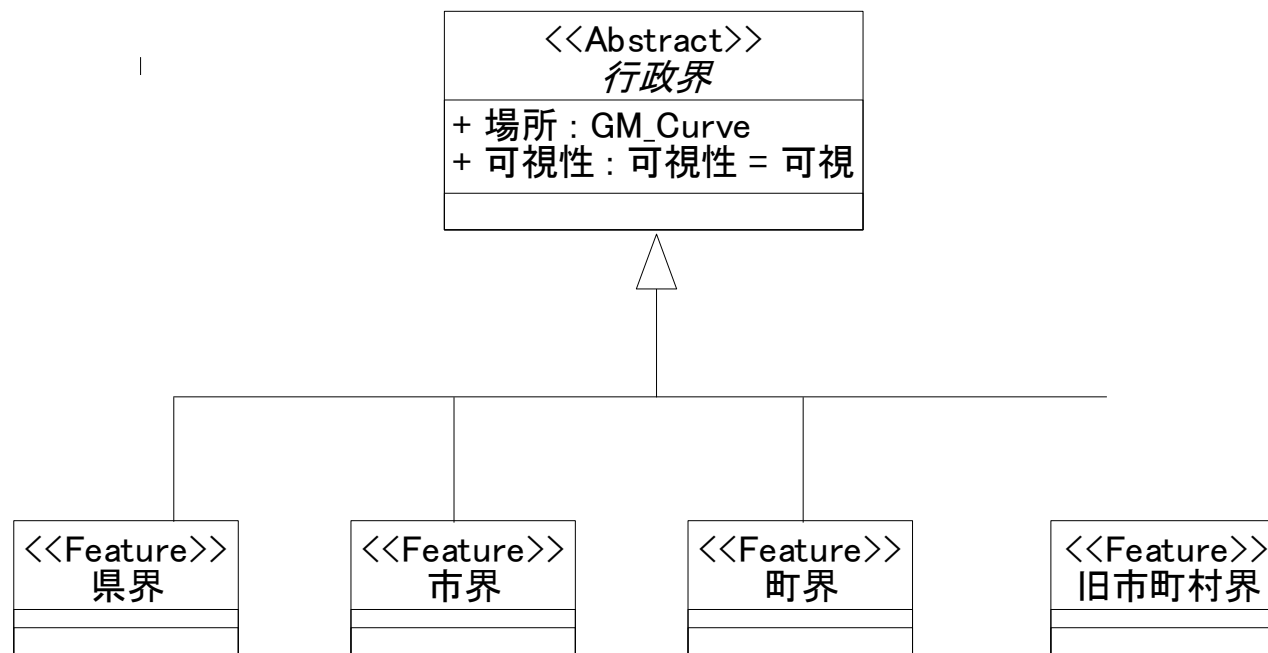 <<Abstract>>
行政界
+ 場所 : GM_Curve
+ 可視性 : 可視性 = 可視
<<Feature>>
県界
<<Feature>>
市界
<<Feature>>
町界
<<Feature>>
旧市町村界